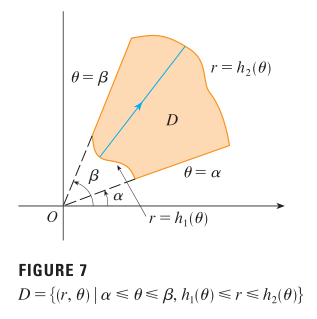 θ = β
r = h₂(θ)
D
θ = α
β
α
O
r = h₁(θ)
FIGURE 7
D = {(r, θ) | α ≤ θ ≤ β, h₁(θ) ≤ r ≤ h₂(θ)}